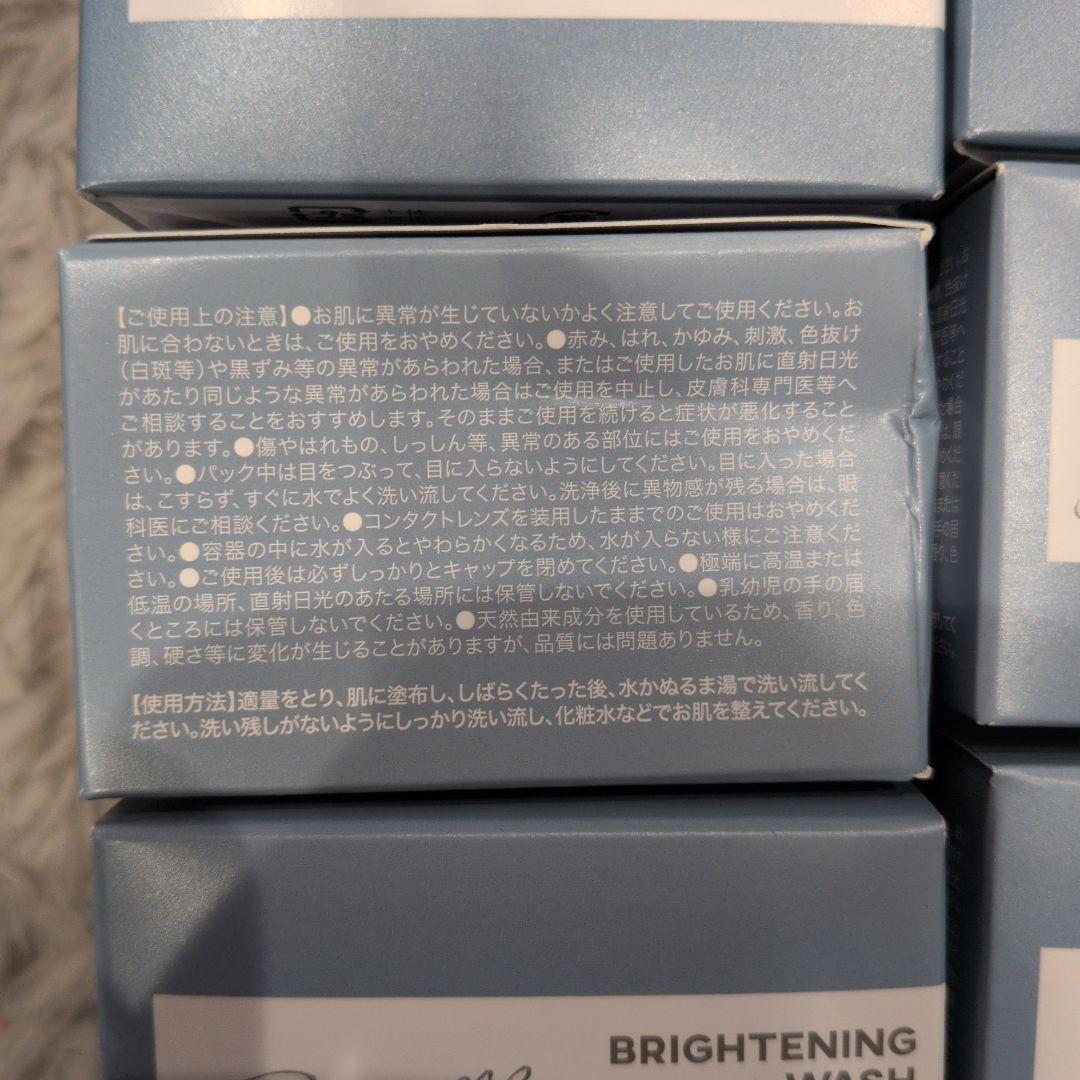 【ご使用上の注意】●お肌に異常が生じていないかよく注意してご使用ください。お
肌に合わないときは、ご使用をおやめください。●赤み、はれ、かゆみ、刺激、色抜け
（白斑等）や黒ずみ等の異常があらわれた場合、またはご使用したお肌に直射日光
があたり同じような異常があらわれた場合はご使用を中止し、皮膚科専門医等へ
ご相談することをおすすめします。そのままご使用を続けると症状が悪化すること
があります。●傷やはれもの、しっしん等、異常のある部位にはご使用をおやめくだ
さい。●パック中は目をつぶって、目に入らないようにしてください。目に入った場合
は、こすらず、すぐに水でよく洗い流してください。洗浄後に異物感が残る場合は、眼
科医にご相談ください。●コンタクトレンズを装用したままでのご使用はおやめくだ
さい。●容器の中に水が入るとやわらかくなるため、水が入らない様にご注意くだ
さい。●ご使用後は必ずしっかりとキャップを閉めてください。●極端に高温または
低温の場所、直射日光のあたる場所には保管しないでください。●乳幼児の手の届
くところには保管しないでください。●天然由来成分を使用しているため、香り、色
調、硬さ等に変化が生じることがありますが、品質には問題ありません。
【使用方法】適量をとり、肌に塗布し、しばらくたった後、水かぬるま湯で洗い流してく
ださい。洗い残しがないようにしっかり洗い流し、化粧水などでお肌を整えてください。
BRIGHTENING
WASH